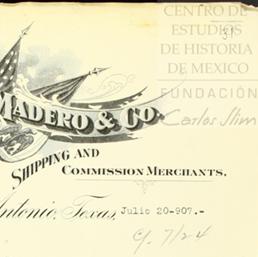 CENTRO DE
ESTUDIOS
DE HISTORIA
DE MEXICO
FUNDACIÓN
Carlos Slim
31
MADERO & CO.
SHIPPING AND
COMMISSION MERCHANTS.
Antonio, Texas, Julio 20-907.-
7/24